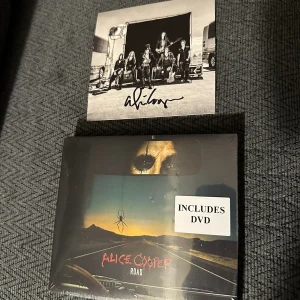 ALICE COOPER
ROAD
INCLUDES
DVD